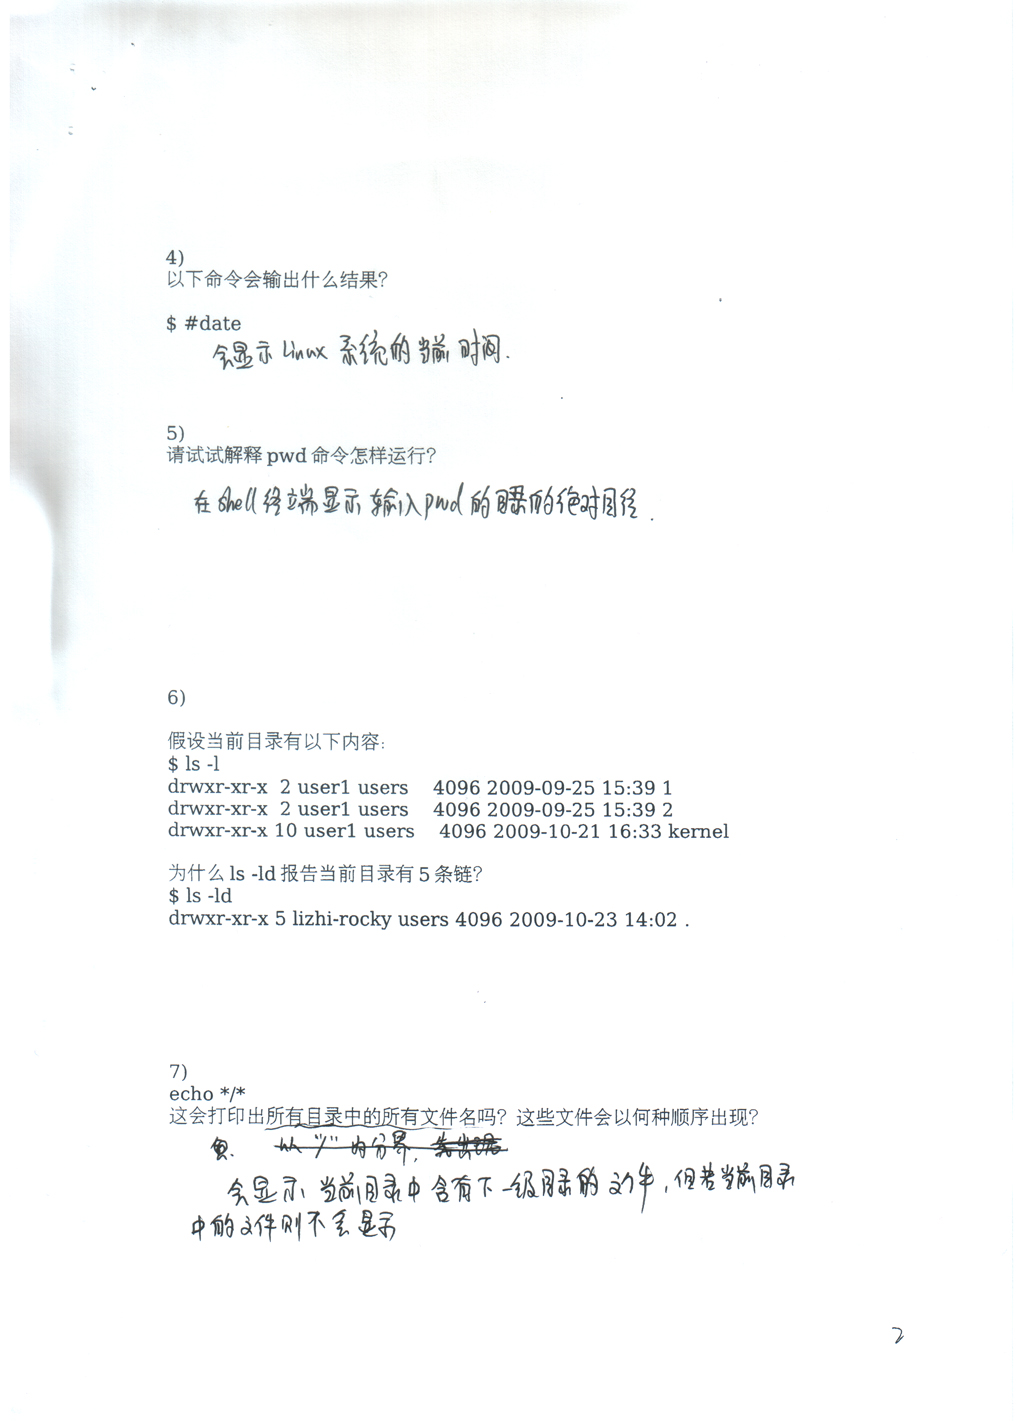 4)
以下命令会输出什么结果?
$ #date
会显示 Linux 系统的当前时间.
5)
请试试解释 pwd 命令怎样运行?
在 shell 终端显示输入 pwd 的目录的绝对路径.
6)
假设当前目录有以下内容:
$ ls -l
drwxr-xr-x 2 user1 users 4096 2009-09-25 15:39 1
drwxr-xr-x 2 user1 users 4096 2009-09-25 15:39 2
drwxr-xr-x 10 user1 users 4096 2009-10-21 16:33 kernel
为什么 ls -ld 报告当前目录有 5 条链?
$ ls -ld
drwxr-xr-x 5 lizhi-rocky users 4096 2009-10-23 14:02 .
7)
echo */*
这会打印出所有目录中的所有文件名吗? 这些文件会以何种顺序出现?
以 "/" 为分界,
会显示当前目录中含有下一级目录的文件, 但若当前目录
中的文件则不会显示
2